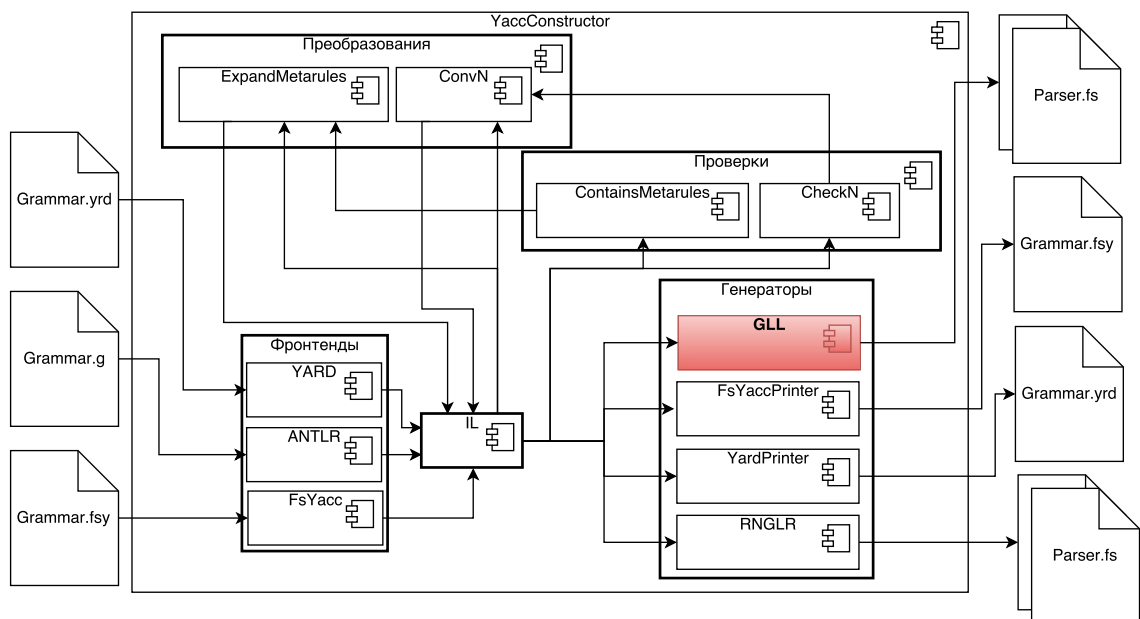 YaccConstructor
Преобразования
ExpandMetarules
ConvN
Проверки
ContainsMetarules
CheckN
Grammar.yrd
Grammar.g
Grammar.fsy
Фронтенды
YARD
ANTLR
FsYacc
IL
Генераторы
GLL
FsYaccPrinter
YardPrinter
RNGLR
Parser.fs
Grammar.fsy
Grammar.yrd
Parser.fs